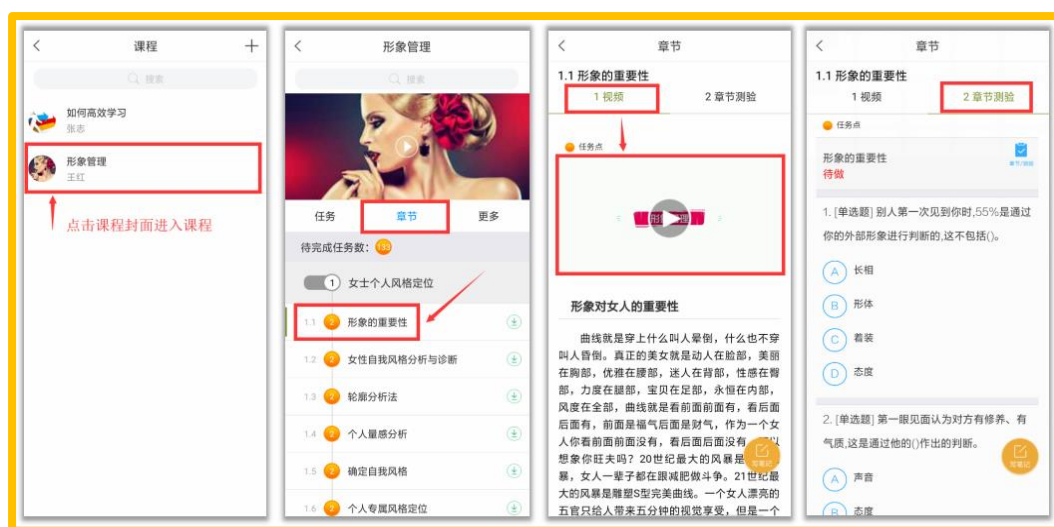 课程
搜索
如何高效学习
张志
形象管理
王红
点击课程封面进入课程
形象管理
搜索
任务
章节
更多
待完成任务数：133
1 女士个人风格定位
1.1 2 形象的重要性
1.2 2 女性自我风格分析与诊断
1.3 2 轮廓分析法
1.4 2 个人量感分析
1.5 2 确定自我风格
1.6 2 个人专属风格定位
章节
1.1 形象的重要性
1 视频
2 章节测验
任务点
形象对女人的重要性
曲线就是穿上什么叫人晕倒，什么也不穿
叫人昏倒。真正的美女就是动人在脸部，美丽
在胸部，优雅在腰部，迷人在背部，性感在臀
部，力度在腿部，宝贝在足部，永恒在内部，
风度在全部，曲线就是看前面前面有，看后面
后面有，前面是福气后面是财气，作为一个女
人你看前面前面没有，看后面后面没有
想象你旺夫吗？20世纪最大的风暴是
暴，女人一辈子都在跟减肥做斗争。21世纪最
大的风暴是雕塑S型完美曲线。一个女人漂亮的
五官只给人带来五分钟的视觉享受，但是一个
写笔记
章节
1.1 形象的重要性
1 视频
2 章节测验
任务点
形象的重要性
待做
章节测验
1. [单选题] 别人第一次见到你时,55%是通过
你的外部形象进行判断的,这不包括()。
A 长相
B 形体
C 着装
D 态度
2. [单选题] 第一眼见面认为对方有修养、有
气质,这是通过他的()作出的判断。
A 声音
B 态度
写笔记